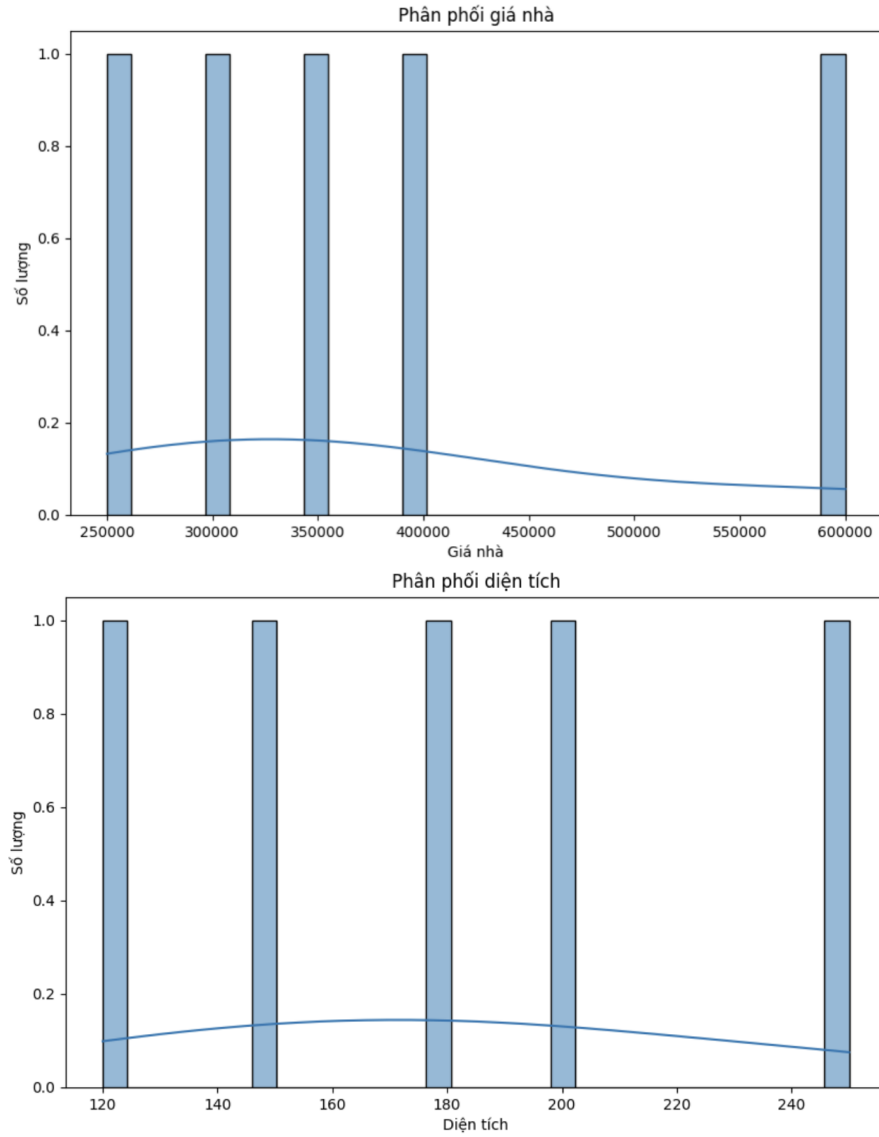 Phân phối giá nhà
1.0
0.8
0.6
0.4
0.2
0.0
Số lượng
250000 300000 350000 400000 450000 500000 550000 600000
Giá nhà
Phân phối diện tích
1.0
0.8
0.6
0.4
0.2
0.0
Số lượng
120 140 160 180 200 220 240
Diện tích